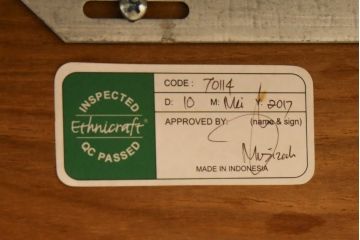 INSPECTED
Ethnicraft®
QC PASSED
CODE : 70114
D: 10 M: Mei Y: 2017
APPROVED BY: (name & sign)
MADE IN INDONESIA